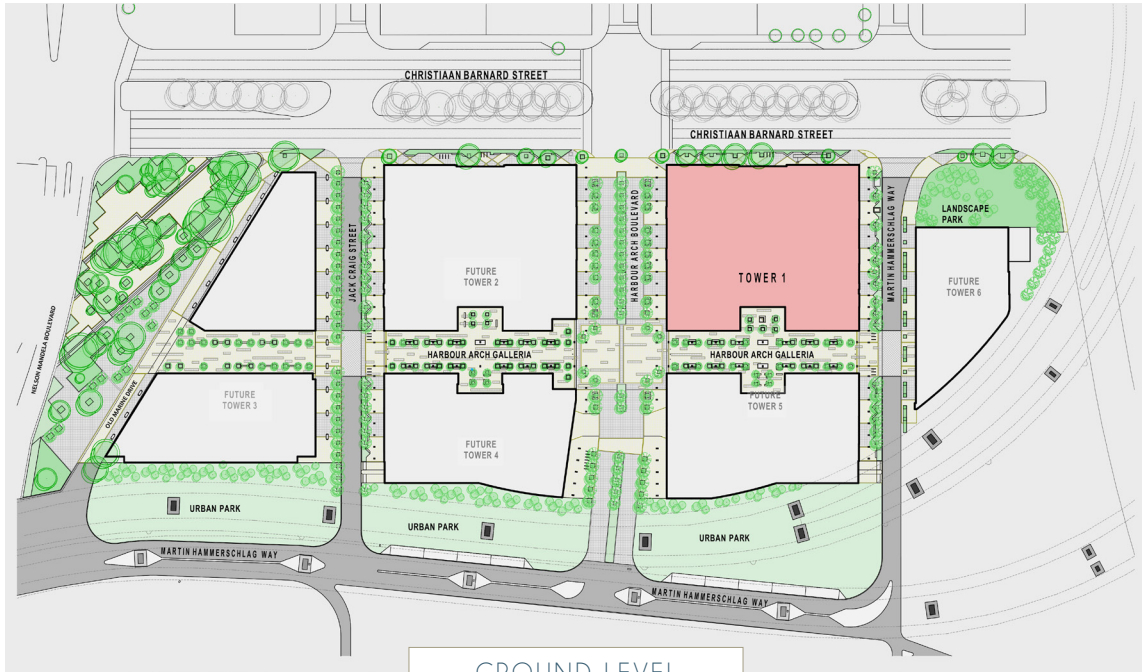 CHRISTIAAN BARNARD STREET
CHRISTIAAN BARNARD STREET
NELSON MANDELA BOULEVARD
OLD MARINE DRIVE
JACK CRAIG STREET
FUTURE
TOWER 2
HARBOUR ARCH BOULEVARD
TOWER 1
MARTIN HAMMERSCHLAG WAY
LANDSCAPE
PARK
FUTURE
TOWER 6
HARBOUR ARCH GALLERIA
HARBOUR ARCH GALLERIA
FUTURE
TOWER 3
FUTURE
TOWER 4
FUTURE
TOWER 5
URBAN PARK
URBAN PARK
URBAN PARK
MARTIN HAMMERSCHLAG WAY
MARTIN HAMMERSCHLAG WAY
GROUND LEVEL